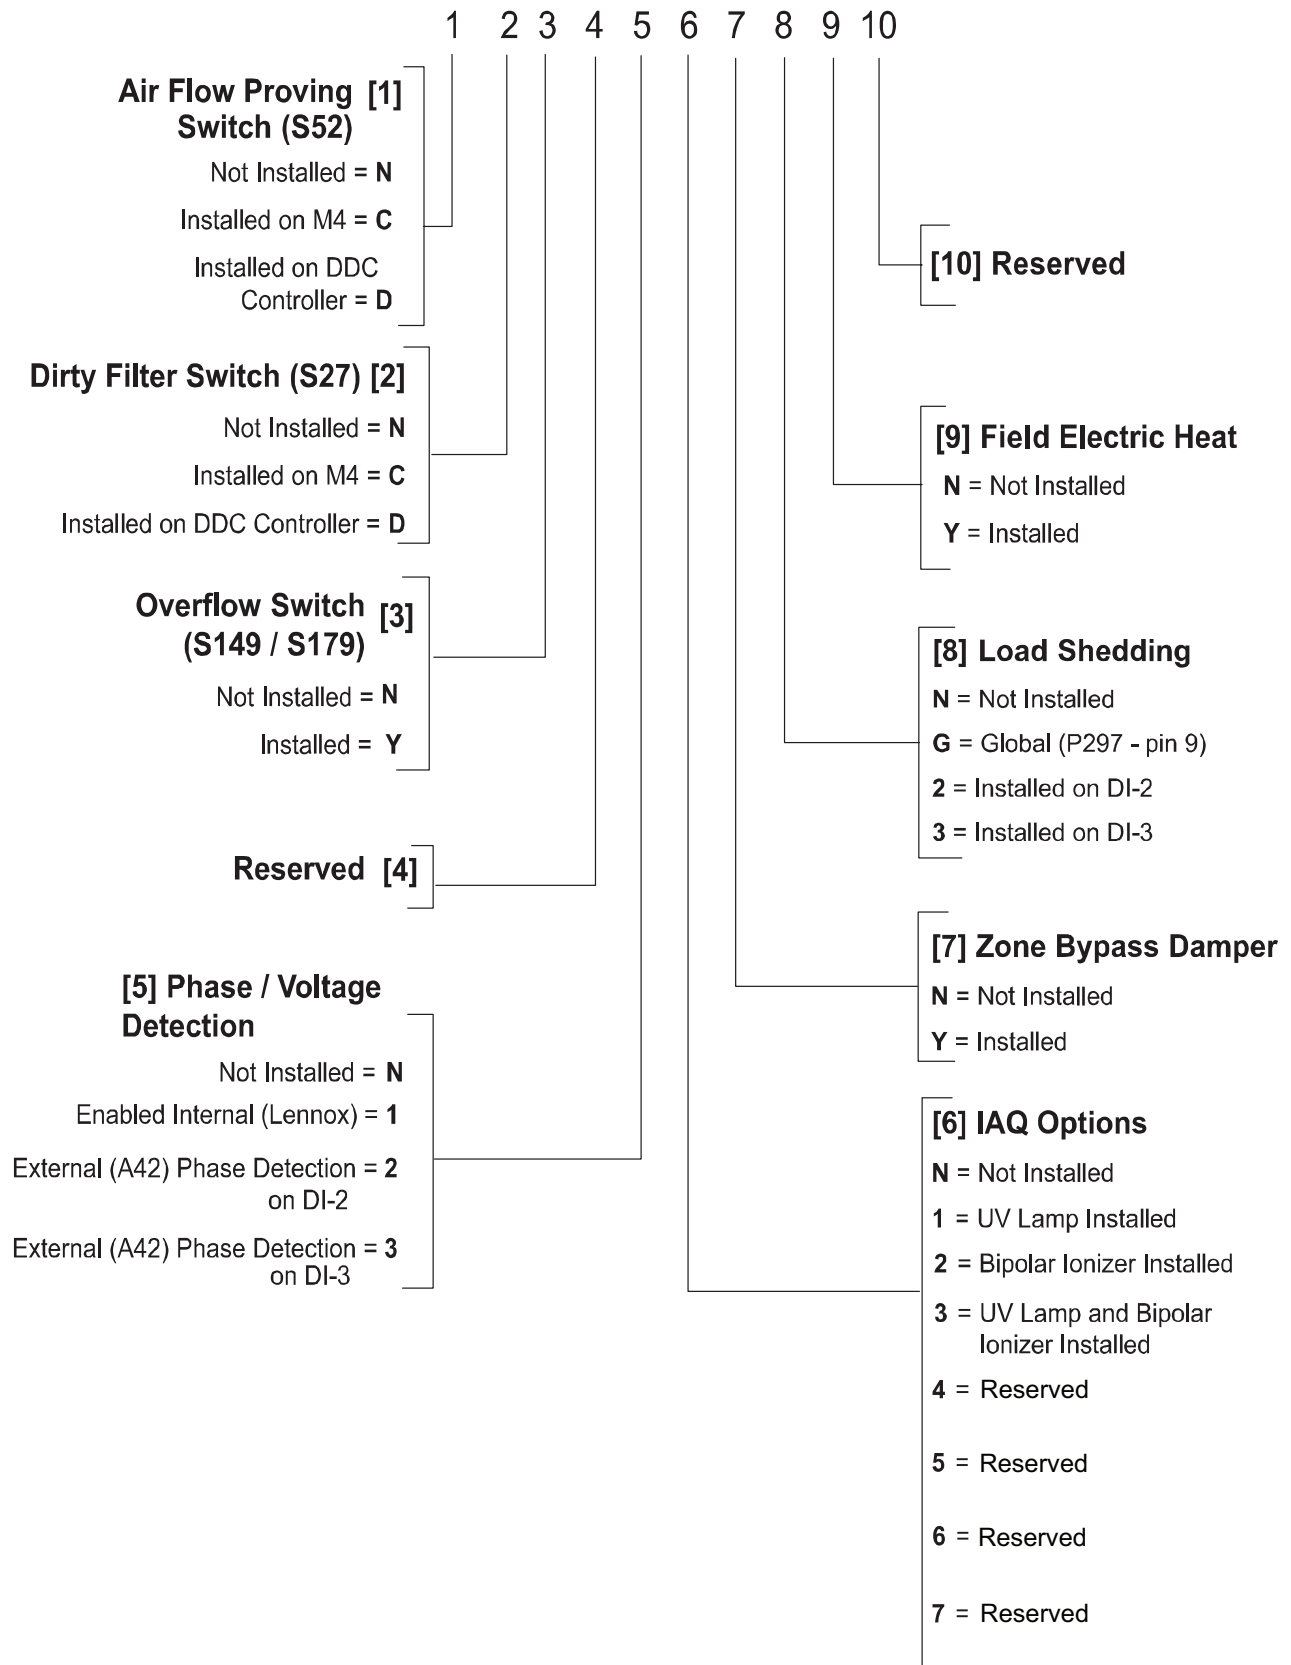 1 2 3 4 5 6 7 8 9 10
Air Flow Proving [1]
Switch (S52)
Not Installed = N
Installed on M4 = C
Installed on DDC
Controller = D
Dirty Filter Switch (S27) [2]
Not Installed = N
Installed on M4 = C
Installed on DDC Controller = D
Overflow Switch [3]
(S149 / S179)
Not Installed = N
Installed = Y
Reserved [4]
[5] Phase / Voltage
Detection
Not Installed = N
Enabled Internal (Lennox) = 1
External (A42) Phase Detection = 2
on DI-2
External (A42) Phase Detection = 3
on DI-3
[10] Reserved
[9] Field Electric Heat
N = Not Installed
Y = Installed
[8] Load Shedding
N = Not Installed
G = Global (P297 - pin 9)
2 = Installed on DI-2
3 = Installed on DI-3
[7] Zone Bypass Damper
N = Not Installed
Y = Installed
[6] IAQ Options
N = Not Installed
1 = UV Lamp Installed
2 = Bipolar Ionizer Installed
3 = UV Lamp and Bipolar
Ionizer Installed
4 = Reserved
5 = Reserved
6 = Reserved
7 = Reserved